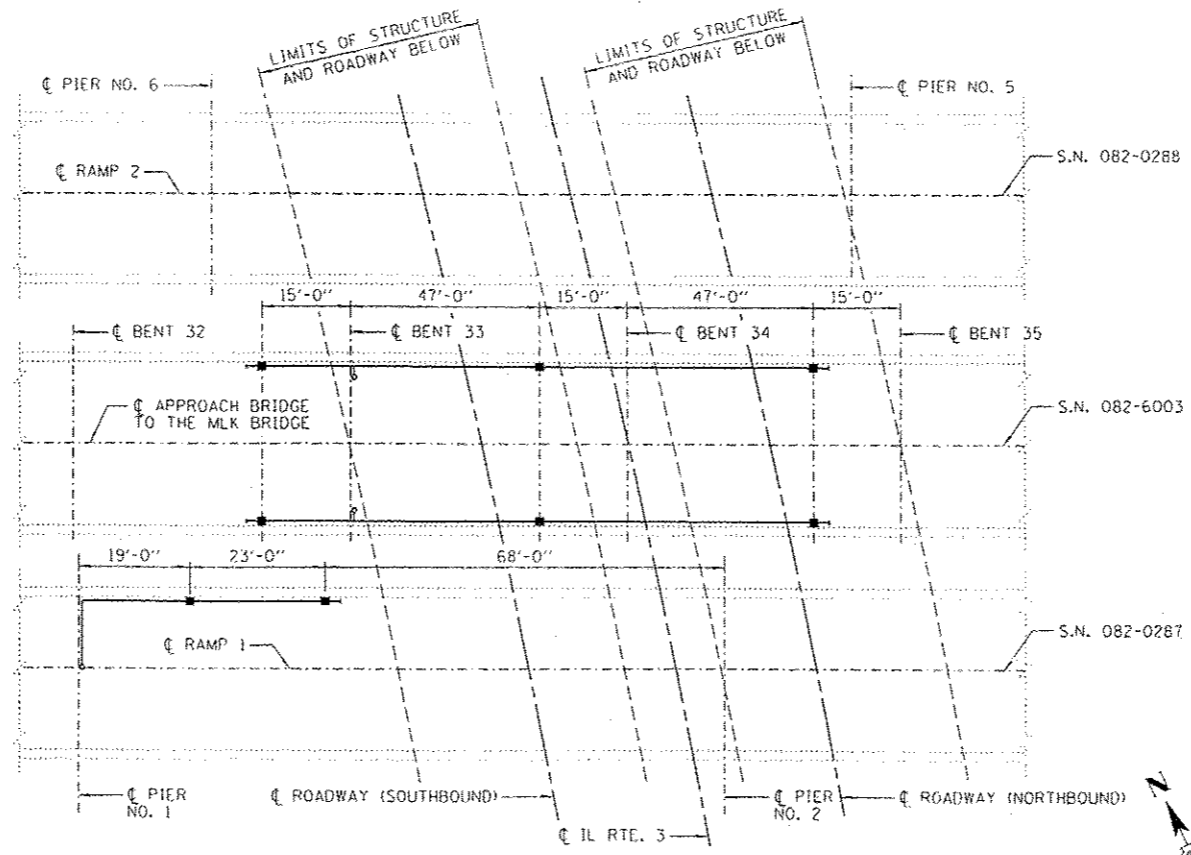 LIMITS OF STRUCTURE
AND ROADWAY BELOW
LIMITS OF STRUCTURE
AND ROADWAY BELOW
℄ PIER NO. 6
℄ PIER NO. 5
℄ RAMP 2
S.N. 082-0288
15'-0"
47'-0"
15'-0"
47'-0"
15'-0"
℄ BENT 32
℄ BENT 33
℄ BENT 34
℄ BENT 35
℄ APPROACH BRIDGE
TO THE MLK BRIDGE
S.N. 082-6003
19'-0"
23'-0"
68'-0"
℄ RAMP 1
S.N. 082-0287
℄ PIER
NO. 1
℄ ROADWAY (SOUTHBOUND)
℄ PIER
NO. 2
℄ ROADWAY (NORTHBOUND)
℄ IL RTE. 3
N